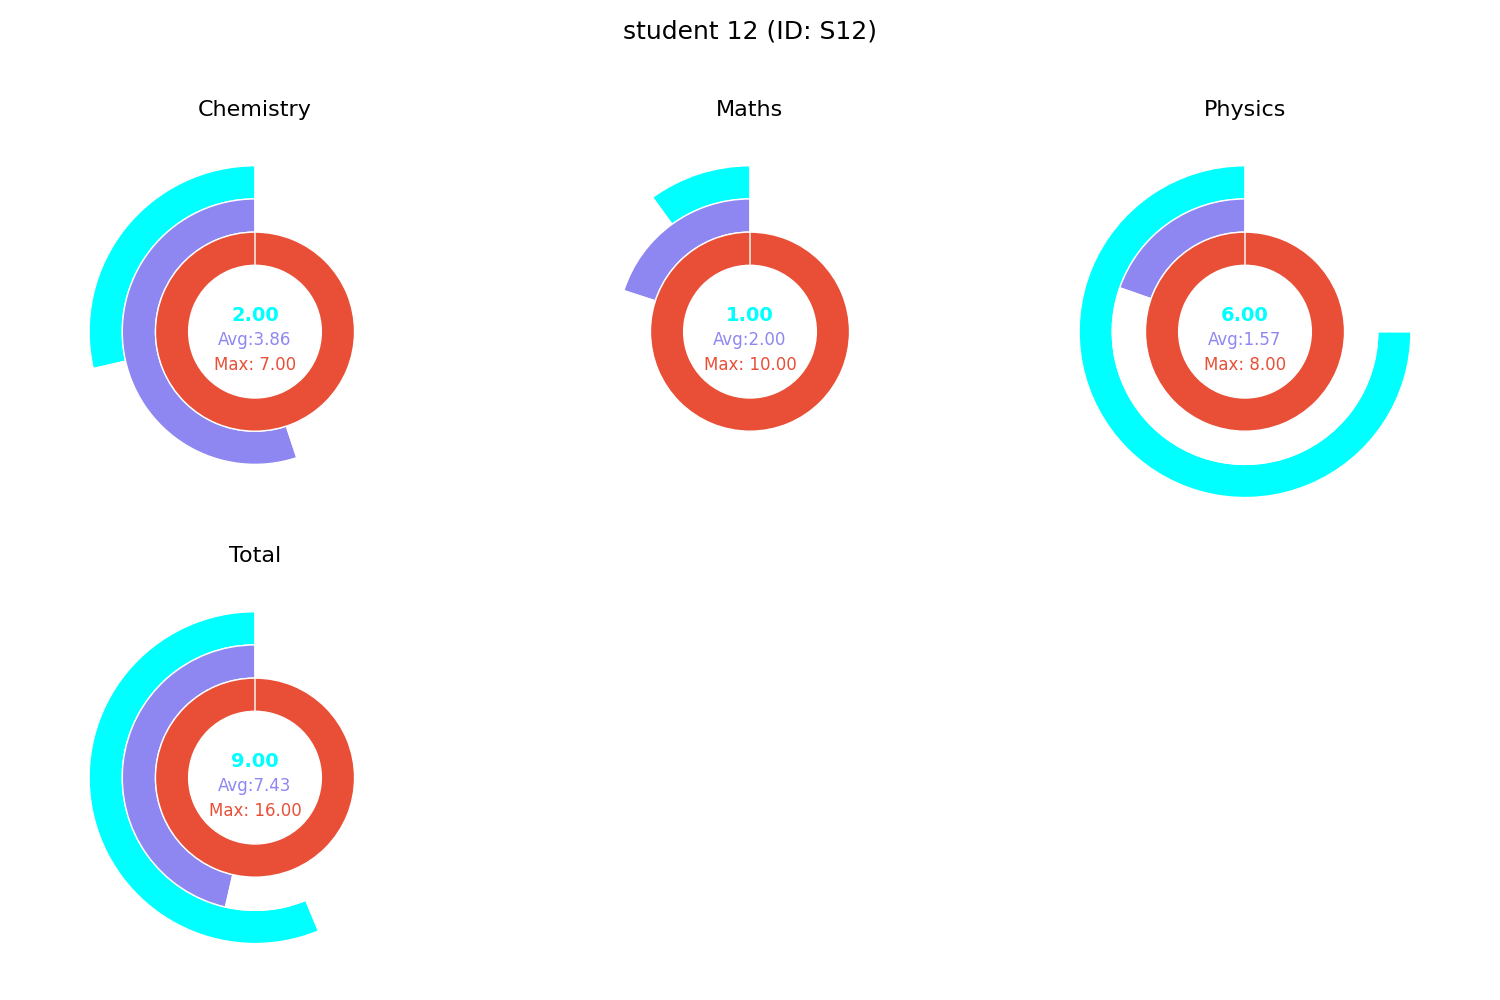 student 12 (ID: S12)
Chemistry
2.00
Avg:3.86
Max: 7.00
Maths
1.00
Avg:2.00
Max: 10.00
Physics
6.00
Avg:1.57
Max: 8.00
Total
9.00
Avg:7.43
Max: 16.00